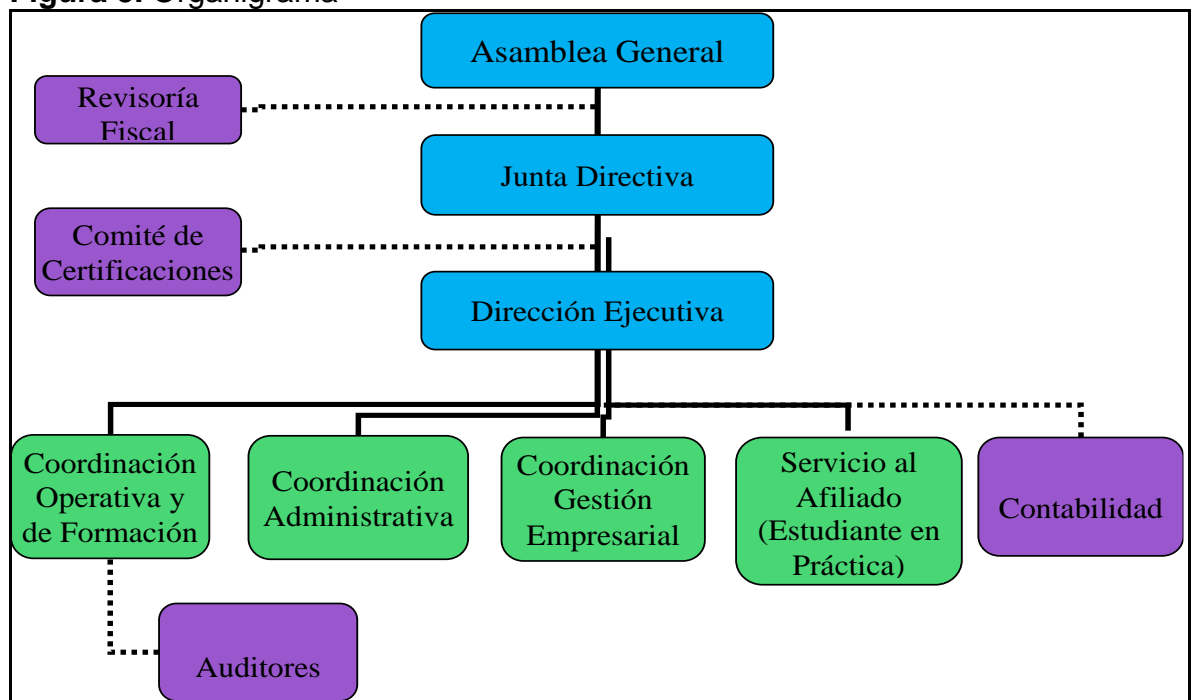 Figura 3. Organigrama
Asamblea General
Revisoría
Fiscal
Junta Directiva
Comité de
Certificaciones
Dirección Ejecutiva
Coordinación
Operativa y
de Formación
Coordinación
Administrativa
Coordinación
Gestión
Empresarial
Servicio al
Afiliado
(Estudiante en
Práctica)
Contabilidad
Auditores